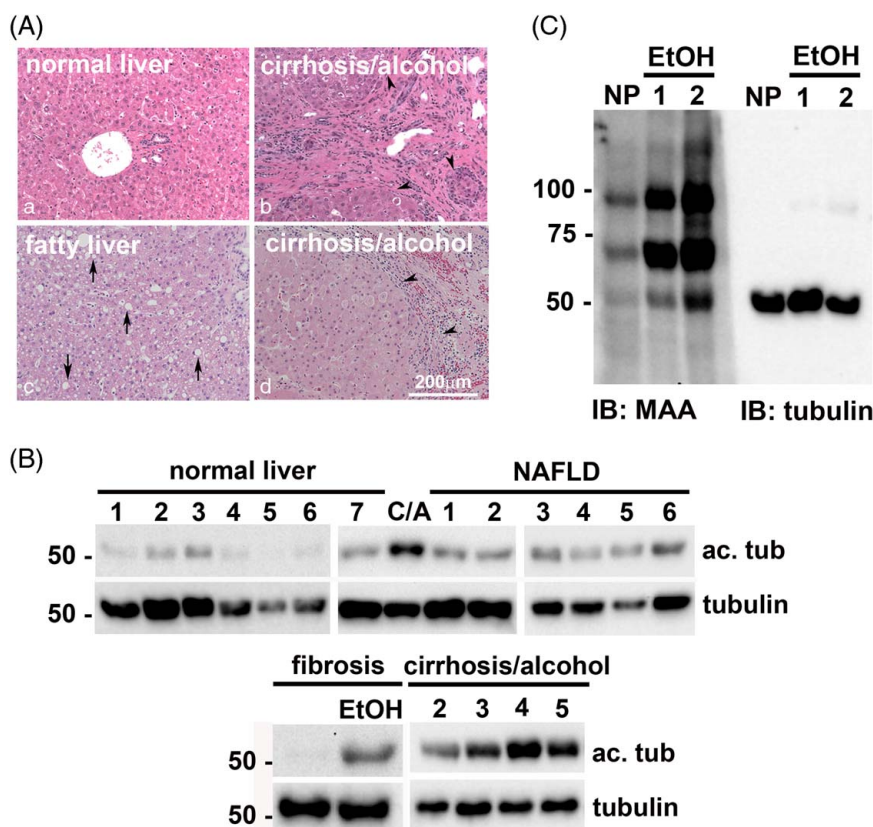 (A)
normal liver
a
cirrhosis/alcohol
b
fatty liver
c
cirrhosis/alcohol
d
200µm
(C)
EtOH EtOH
NP 1 2 NP 1 2
100 -
75 -
50 -
IB: MAA IB: tubulin
(B)
normal liver NAFLD
1 2 3 4 5 6 7 C/A 1 2 3 4 5 6
50 - ac. tub
50 - tubulin
fibrosis cirrhosis/alcohol
EtOH 2 3 4 5
50 - ac. tub
50 - tubulin